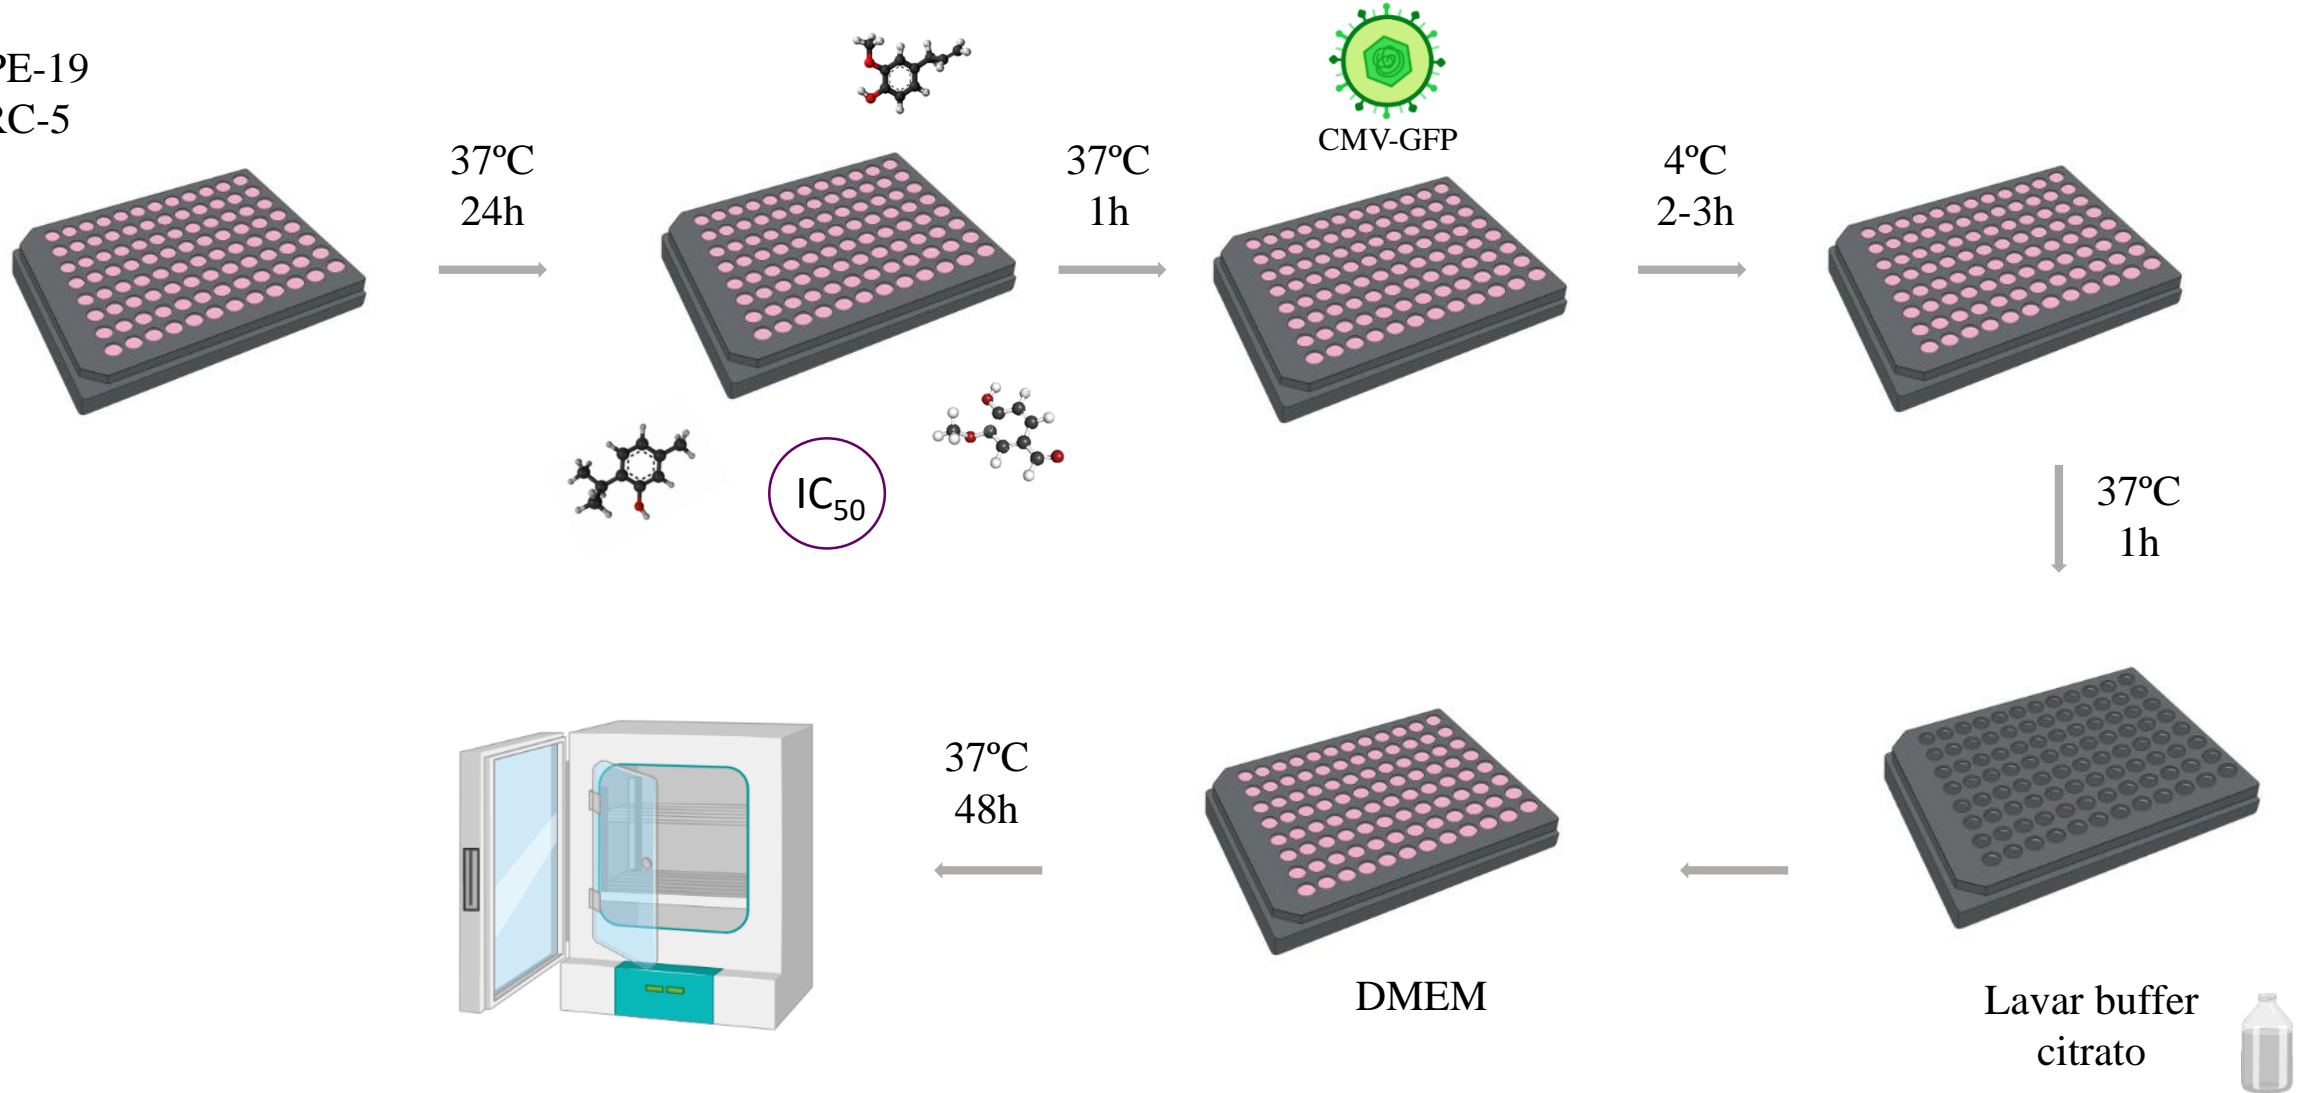 PE-19
RC-5
37ºC
24h
37ºC
1h
CMV-GFP
4ºC
2-3h
IC50
37ºC
1h
37ºC
48h
DMEM
Lavar buffer
citrato